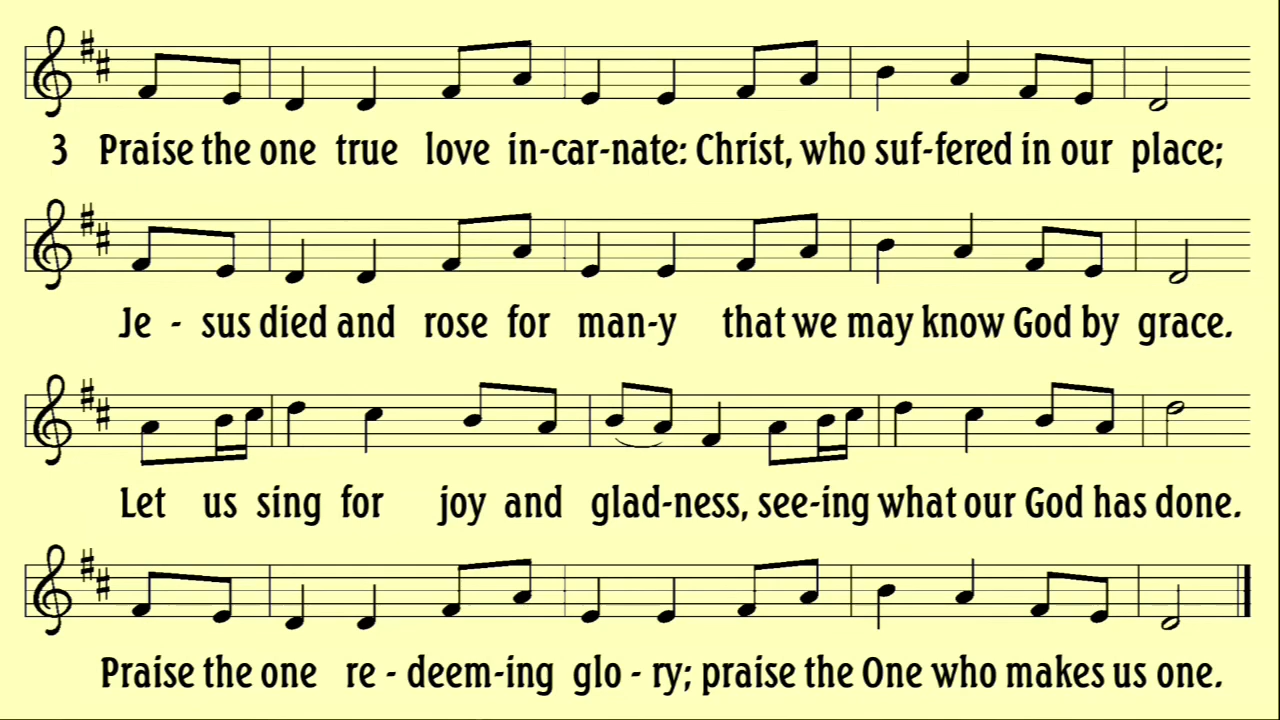 3 Praise the one true love in-car-nate: Christ, who suf-fered in our place;
Je - sus died and rose for man-y that we may know God by grace.
Let us sing for joy and glad-ness, see-ing what our God has done.
Praise the one re - deem-ing glo - ry; praise the One who makes us one.